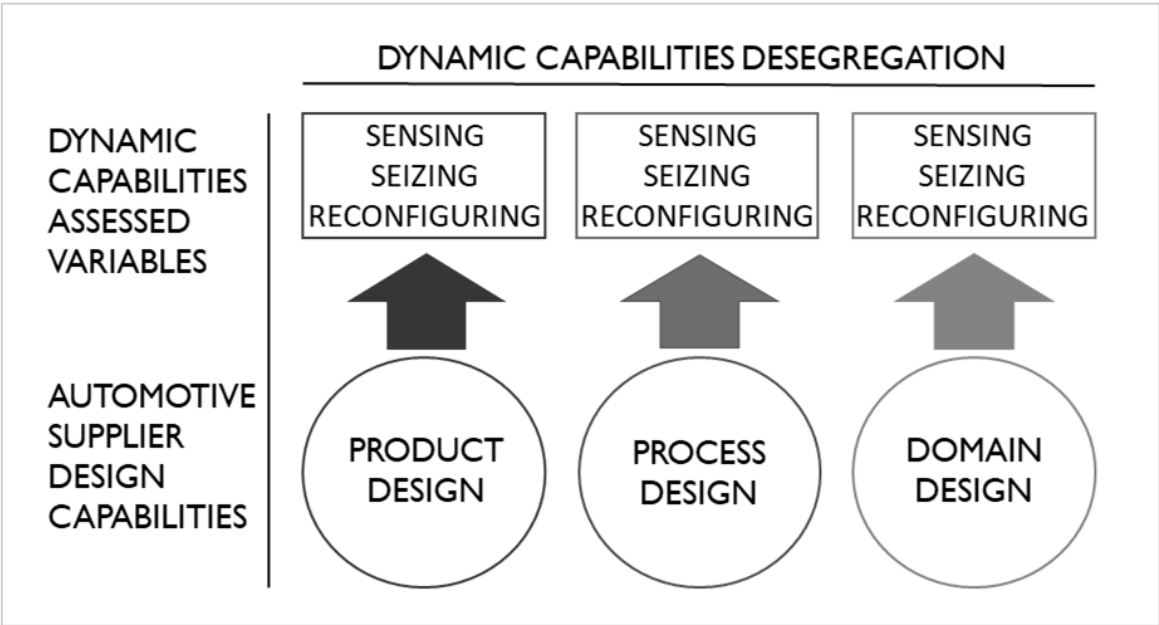 DYNAMIC CAPABILITIES DESEGREGATION
DYNAMIC
CAPABILITIES
ASSESSED
VARIABLES
SENSING
SEIZING
RECONFIGURING
SENSING
SEIZING
RECONFIGURING
SENSING
SEIZING
RECONFIGURING
AUTOMOTIVE
SUPPLIER
DESIGN
CAPABILITIES
PRODUCT
DESIGN
PROCESS
DESIGN
DOMAIN
DESIGN